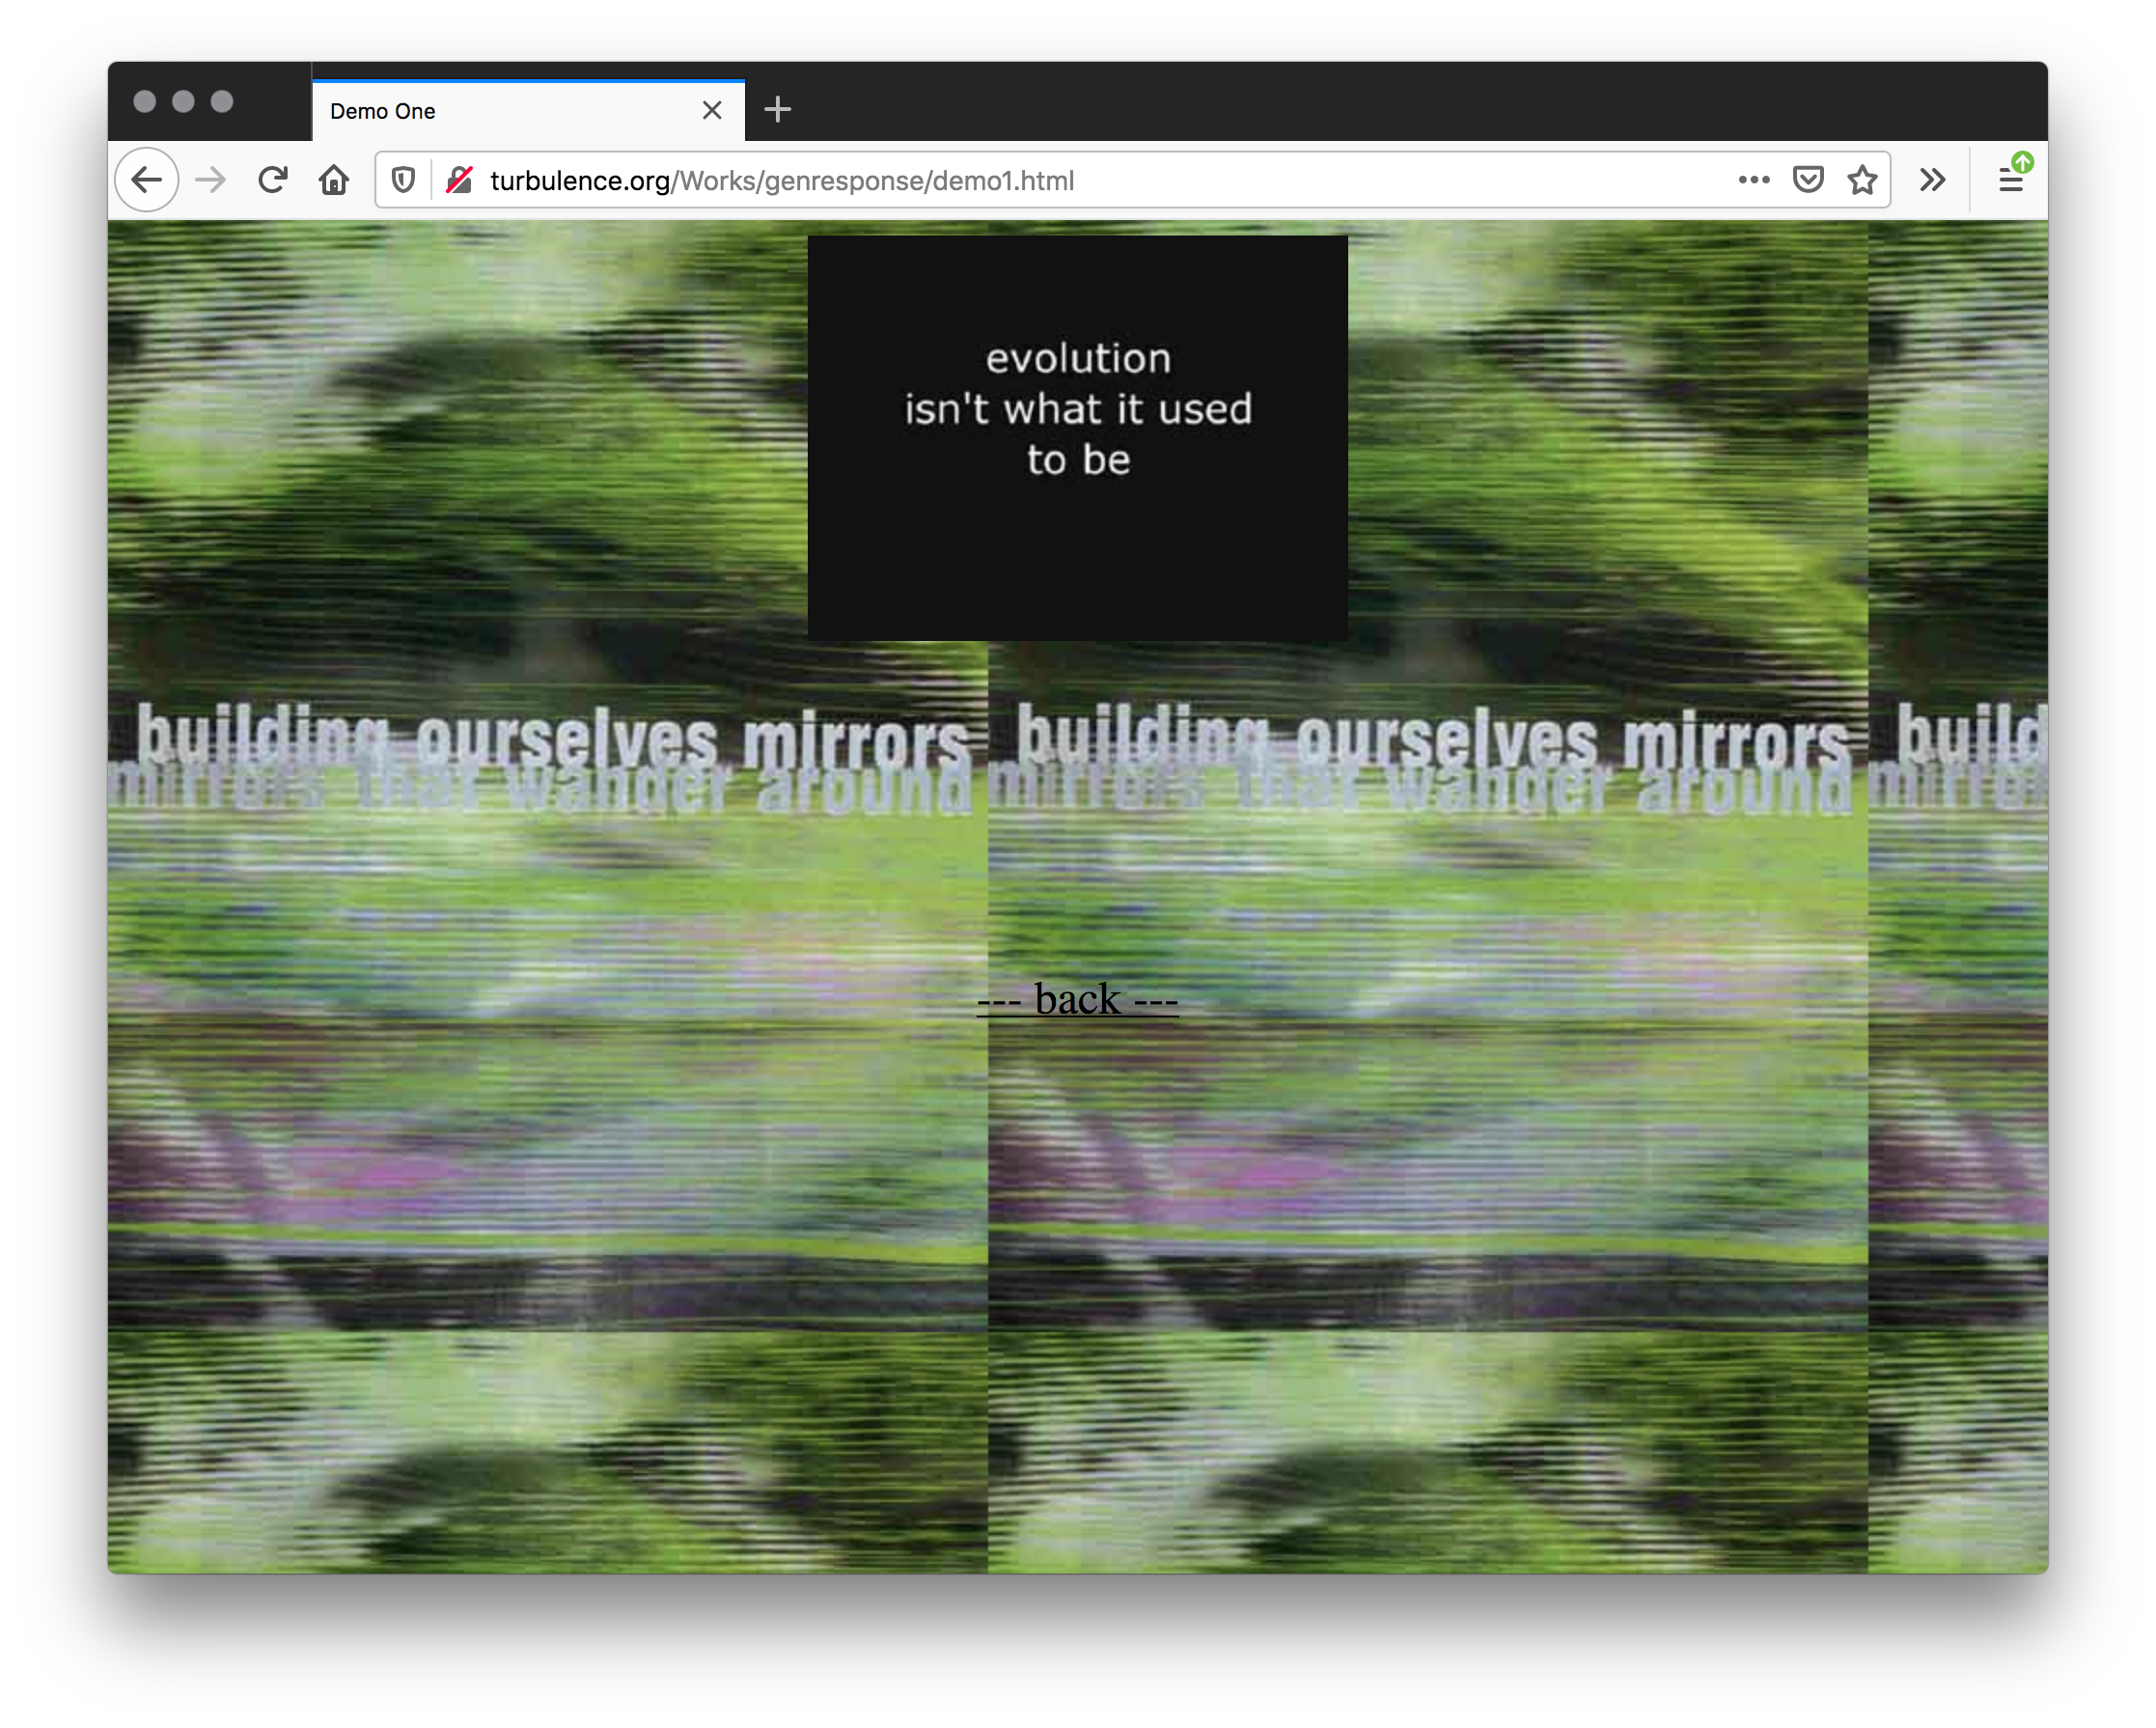 Demo One
turbulence.org/Works/genresponse/demo1.html
evolution
isn't what it used
to be
building ourselves mirrors building ourselves mirrors build
mirrors that wander around mirrors that wander around mirror
--- back ---